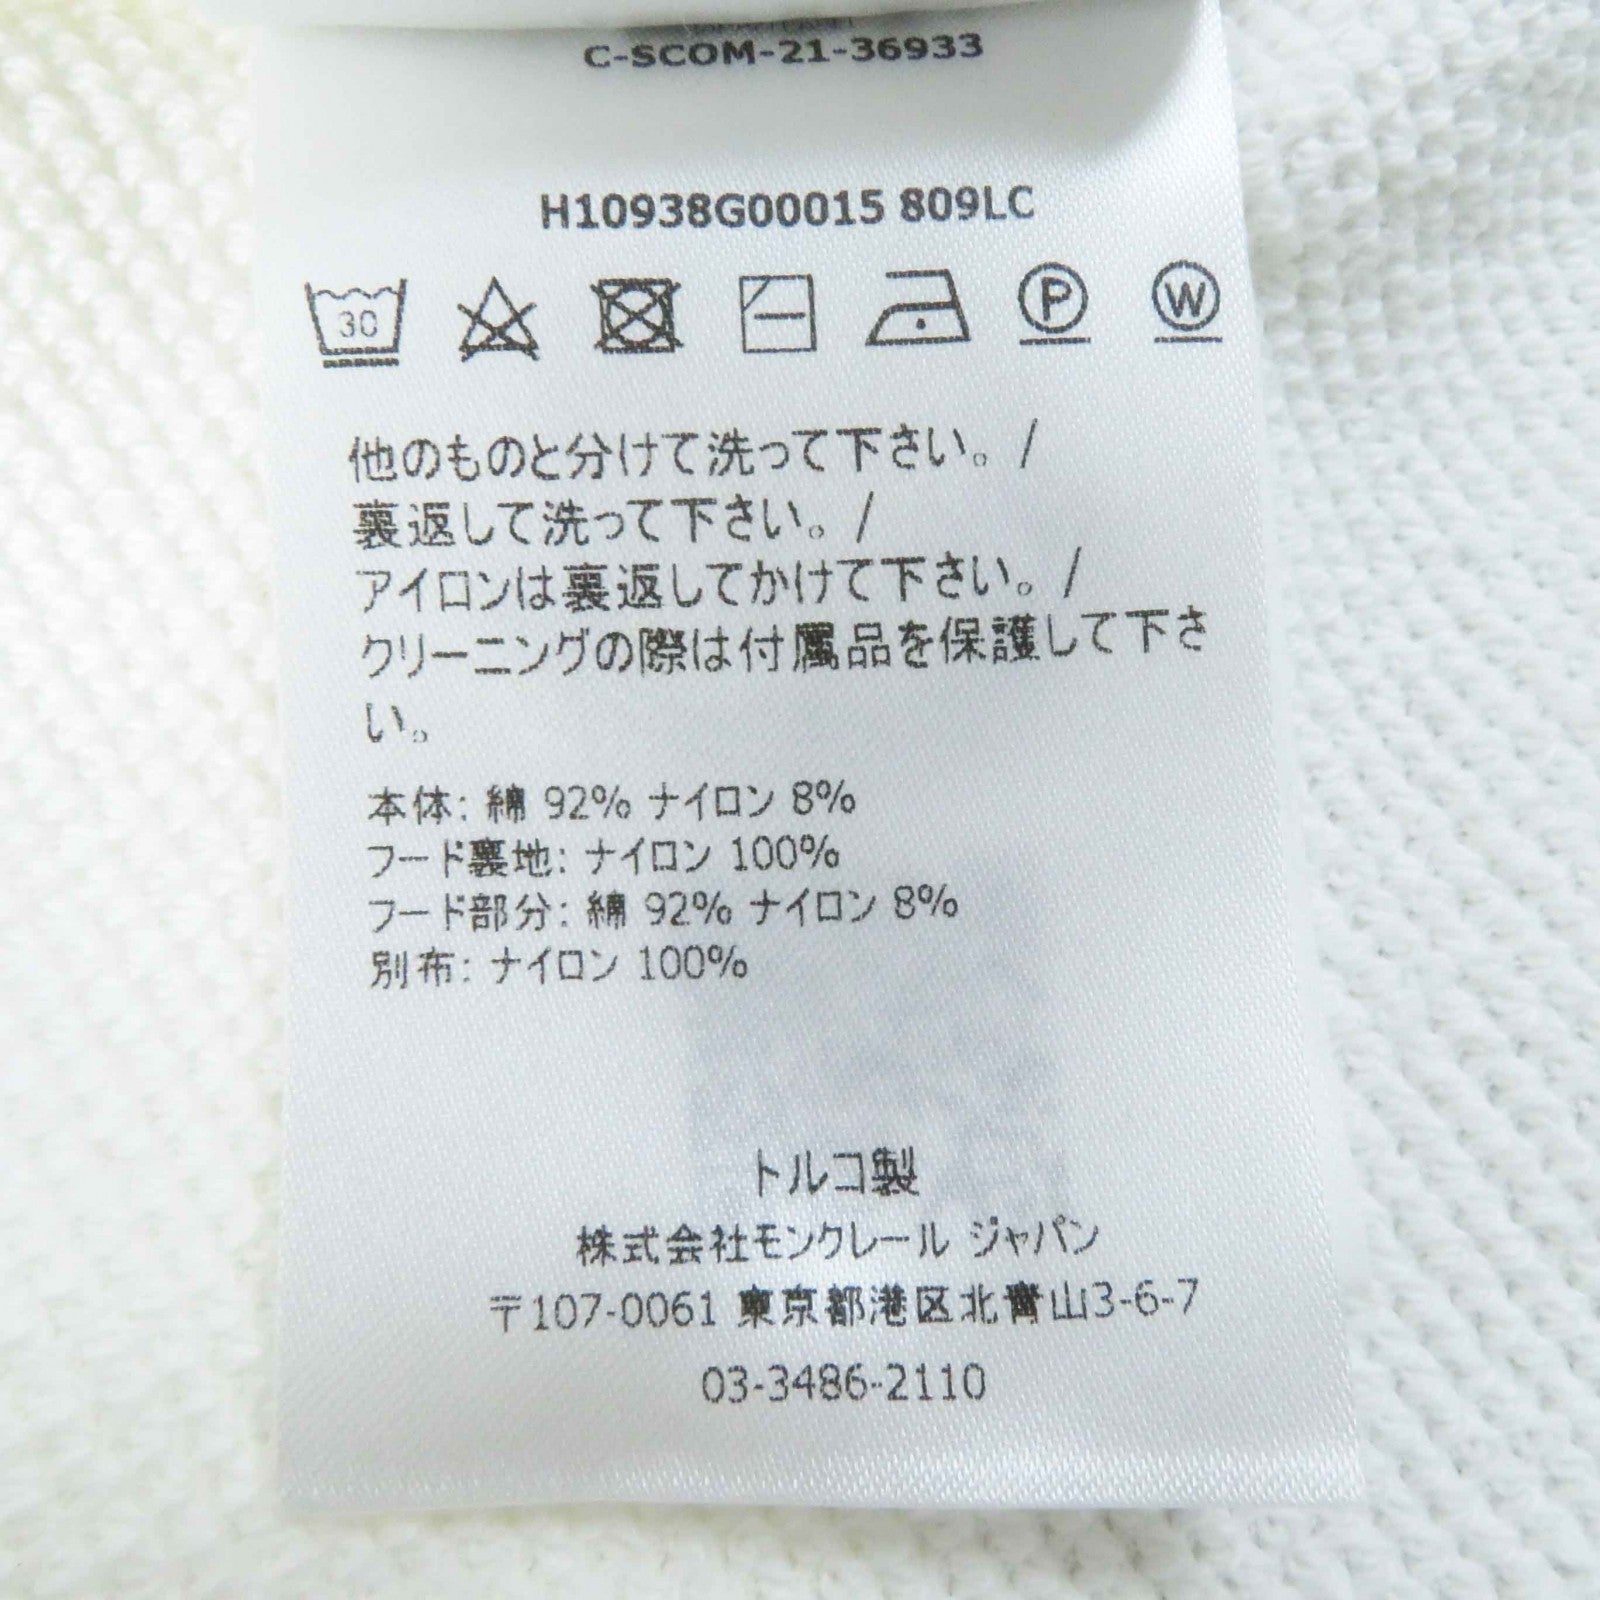 C-SCOM-21-36933
H10938G00015 809LC
30
P
W
他のものと分けて洗って下さい。/
裏返して洗って下さい。/
アイロンは裏返してかけて下さい。/
クリーニングの際は付属品を保護して下さ
い。
本体: 綿 92% ナイロン 8%
フード裏地: ナイロン 100%
フード部分: 綿 92% ナイロン 8%
別布: ナイロン 100%
トルコ製
株式会社モンクレール ジャパン
〒107-0061 東京都港区北青山3-6-7
03-3486-2110